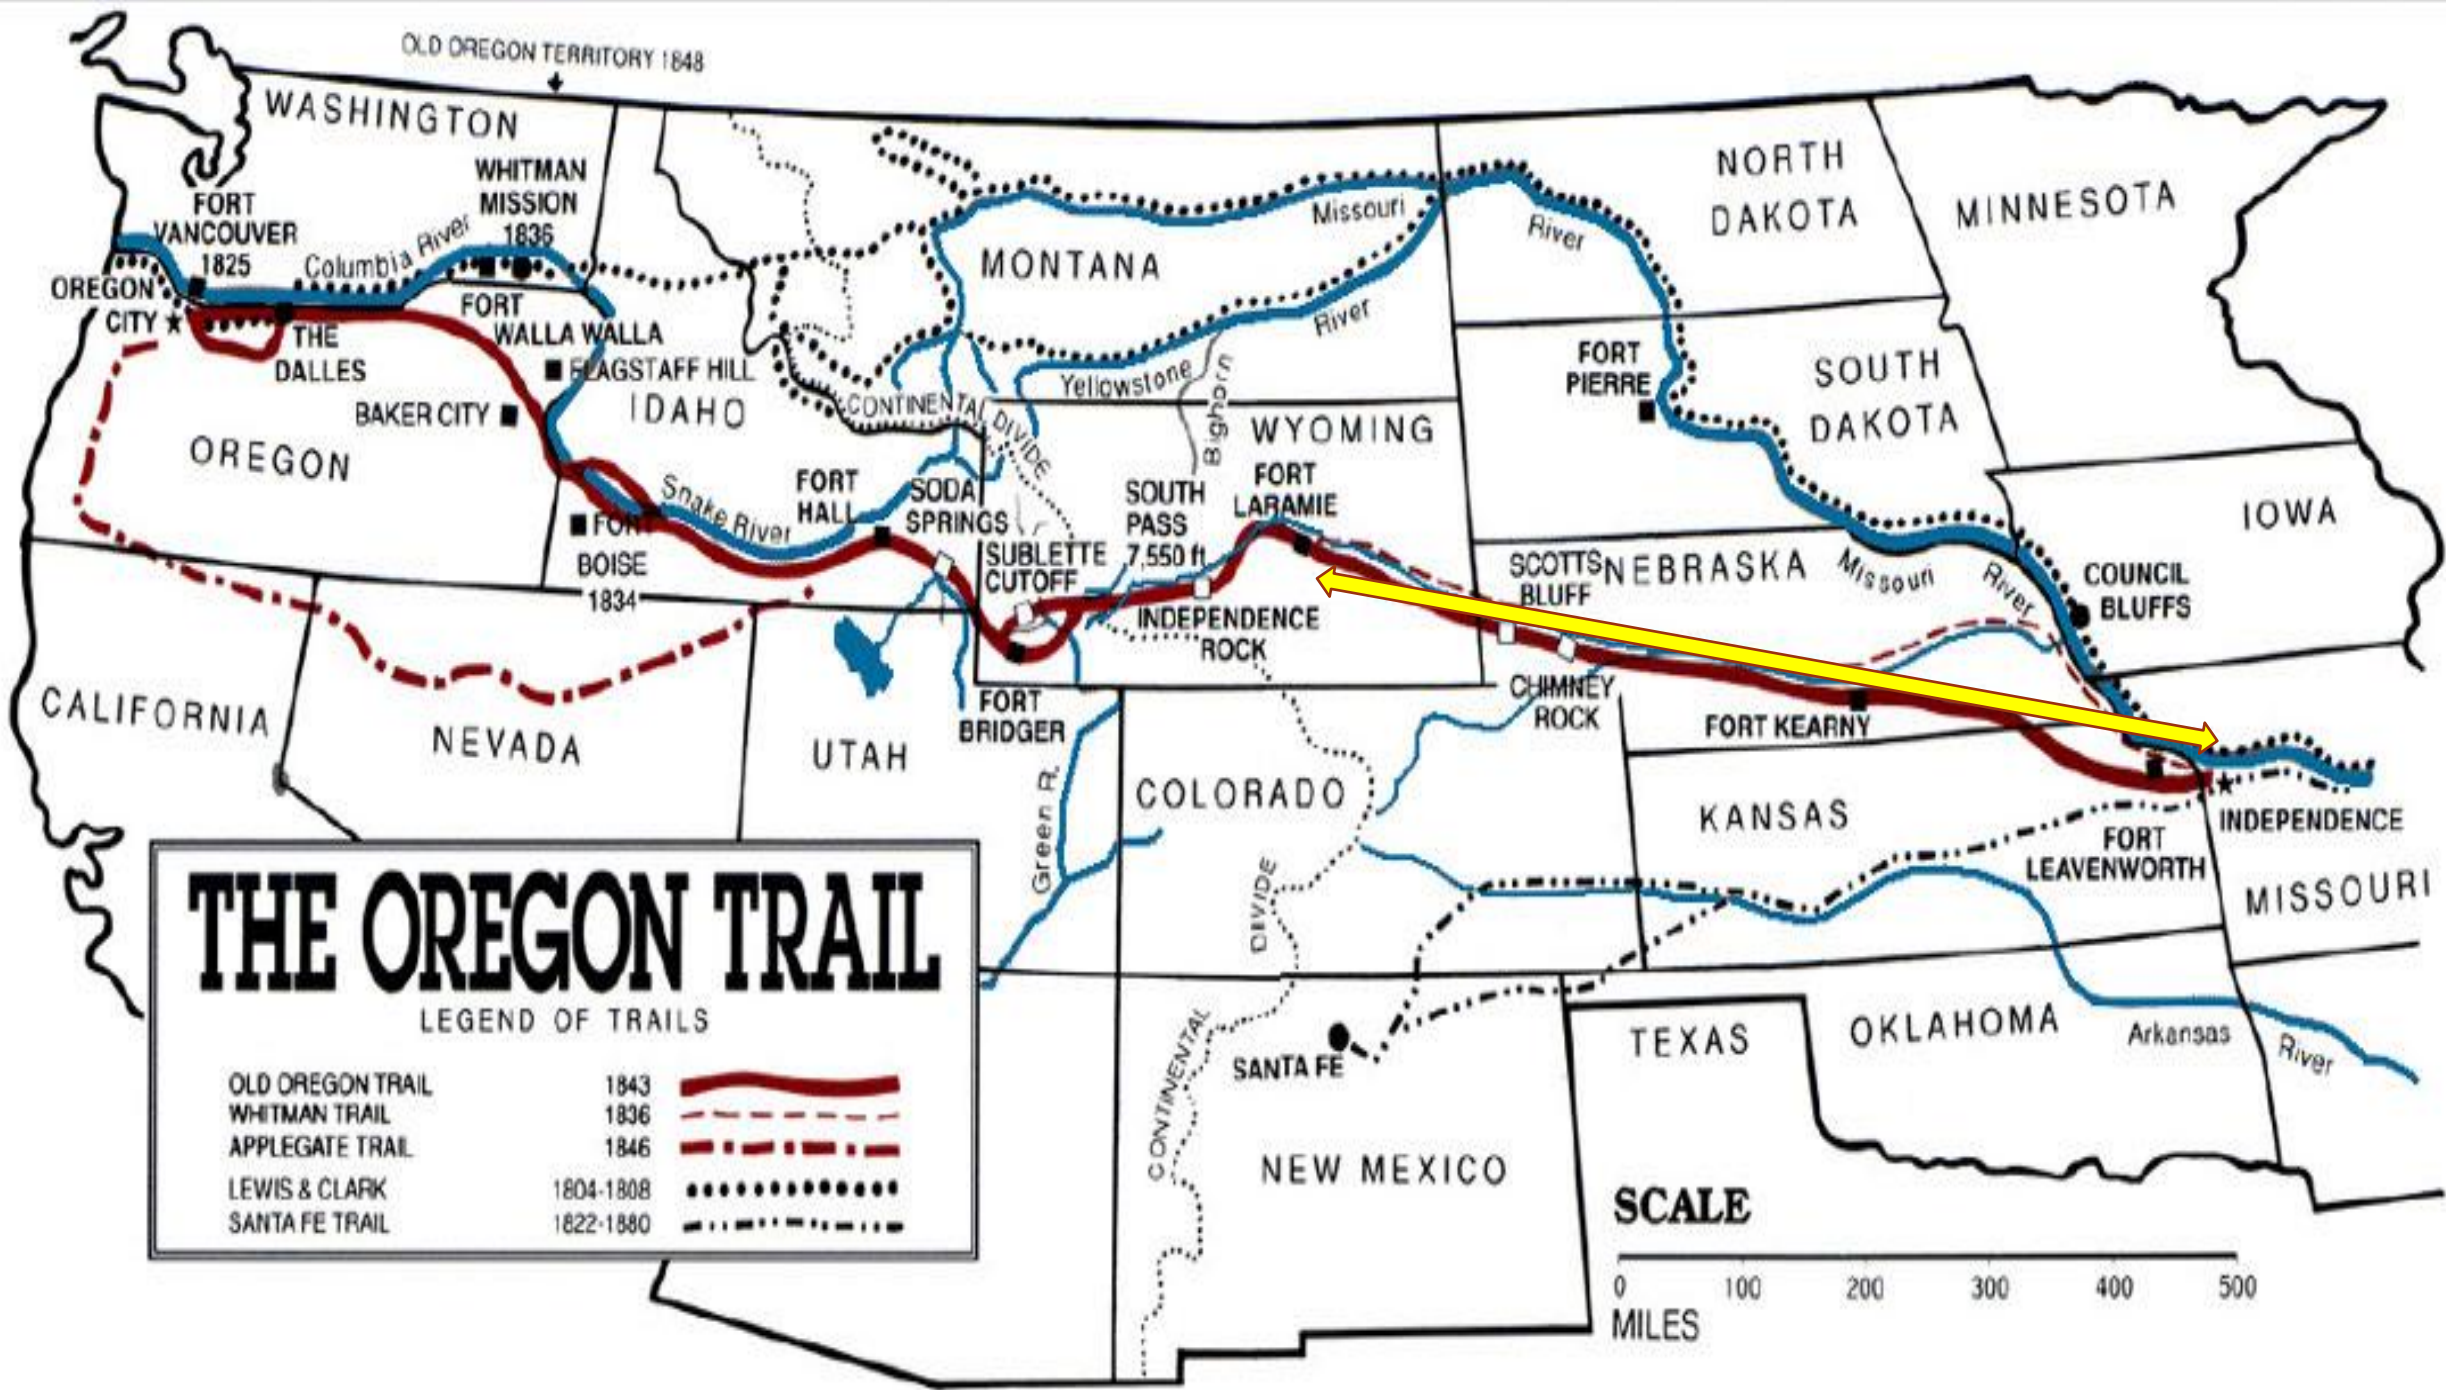 OLD OREGON TERRITORY 1848
WASHINGTON
WHITMAN
MISSION
1836
FORT
VANCOUVER
1825
Columbia River
OREGON
CITY
THE
DALLES
FORT
WALLA WALLA
FLAGSTAFF HILL
BAKER CITY
IDAHO
OREGON
MONTANA
Missouri
River
Yellowstone
River
Bighorn
CONTINENTAL DIVIDE
NORTH
DAKOTA
MINNESOTA
FORT
PIERRE
SOUTH
DAKOTA
IOWA
WYOMING
FORT
LARAMIE
SOUTH
PASS
7,550 ft
Snake River
FORT
HALL
SODA
SPRINGS
SUBLETTE
CUTOFF
FORT
BOISE
1834
INDEPENDENCE
ROCK
SCOTTS
BLUFF
NEBRASKA
Missouri
River
COUNCIL
BLUFFS
CHIMNEY
ROCK
FORT KEARNY
FORT
BRIDGER
CALIFORNIA
NEVADA
UTAH
Green R.
COLORADO
KANSAS
FORT
LEAVENWORTH
INDEPENDENCE
MISSOURI
CONTINENTAL
DIVIDE
SANTA FE
NEW MEXICO
TEXAS
OKLAHOMA
Arkansas
River
THE OREGON TRAIL
LEGEND OF TRAILS
OLD OREGON TRAIL 1843
WHITMAN TRAIL 1836
APPLEGATE TRAIL 1846
LEWIS & CLARK 1804-1808
SANTA FE TRAIL 1822-1880
SCALE
0 100 200 300 400 500
MILES